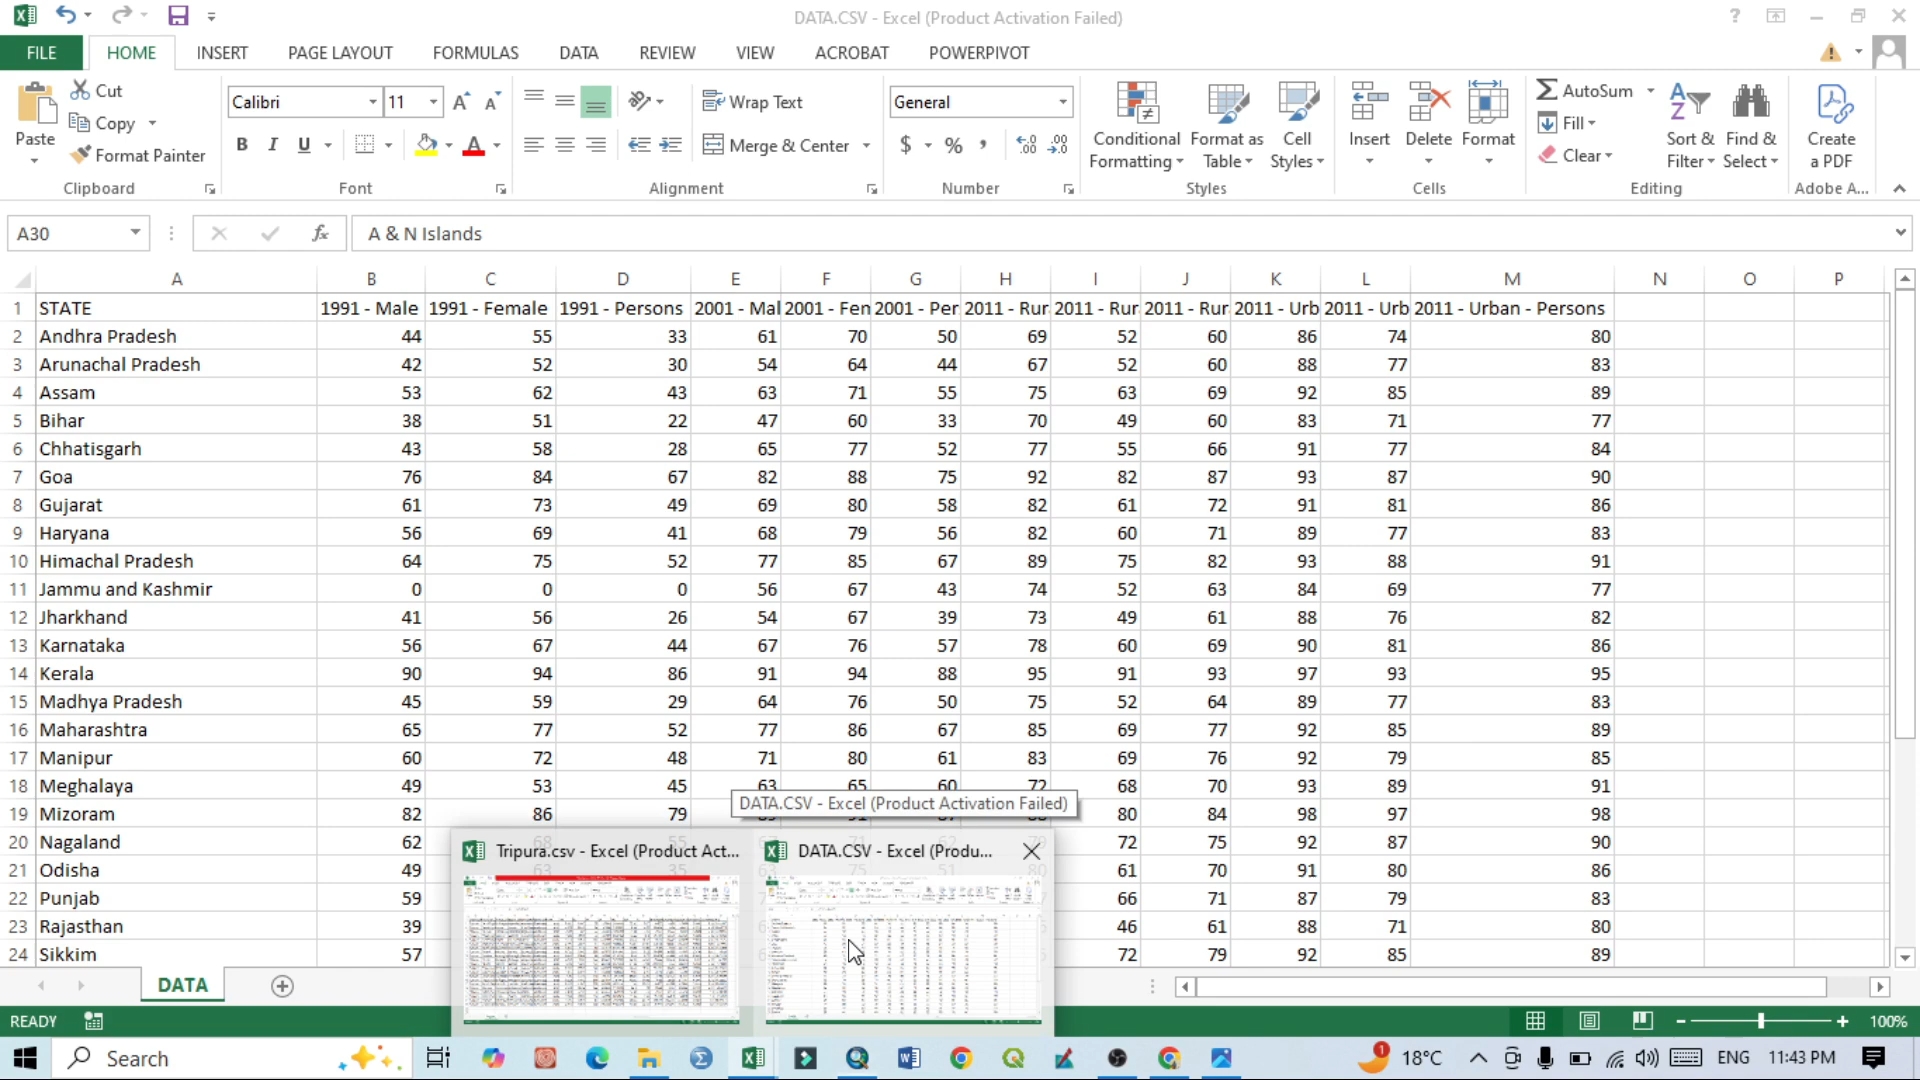 DATA.CSV - Excel (Product Activation Failed)
FILE HOME INSERT PAGE LAYOUT FORMULAS DATA REVIEW VIEW ACROBAT POWERPIVOT
Paste
Cut
Copy
Format Painter
Clipboard
Calibri 11
B I U
Font
Wrap Text
Merge & Center
Alignment
General
$ %
Number
Conditional Formatting
Format as Table
Cell Styles
Styles
Insert Delete Format
Cells
AutoSum
Fill
Clear
Sort & Filter
Find & Select
Editing
Create a PDF
Adobe A...
A30 fx A & N Islands
A B C D E F G H I J K L M N O P
1 STATE 1991 - Male 1991 - Female 1991 - Persons 2001 - Mal 2001 - Fen 2001 - Per 2011 - Rur 2011 - Rur 2011 - Rur 2011 - Urb 2011 - Urb 2011 - Urban - Persons
2 Andhra Pradesh 44 55 33 61 70 50 69 52 60 86 74 80
3 Arunachal Pradesh 42 52 30 54 64 44 67 52 60 88 77 83
4 Assam 53 62 43 63 71 55 75 63 69 92 85 89
5 Bihar 38 51 22 47 60 33 70 49 60 83 71 77
6 Chhatisgarh 43 58 28 65 77 52 77 55 66 91 77 84
7 Goa 76 84 67 82 88 75 92 82 87 93 87 90
8 Gujarat 61 73 49 69 80 58 82 61 72 91 81 86
9 Haryana 56 69 41 68 79 56 82 60 71 89 77 83
10 Himachal Pradesh 64 75 52 77 85 67 89 75 82 93 88 91
11 Jammu and Kashmir 0 0 0 56 67 43 74 52 63 84 69 77
12 Jharkhand 41 56 26 54 67 39 73 49 61 88 76 82
13 Karnataka 56 67 44 67 76 57 78 60 69 90 81 86
14 Kerala 90 94 86 91 94 88 95 91 93 97 93 95
15 Madhya Pradesh 45 59 29 64 76 50 75 52 64 89 77 83
16 Maharashtra 65 77 52 77 86 67 85 69 77 92 85 89
17 Manipur 60 72 48 71 80 61 83 69 76 92 79 85
18 Meghalaya 49 53 45 63 65 60 72 68 70 93 89 91
DATA.CSV - Excel (Product Activation Failed)
19 Mizoram 82 86 79 80 84 98 97 98
20 Nagaland 62 72 75 92 87 90
21 Odisha 49 61 70 91 80 86
22 Punjab 59 66 71 87 79 83
23 Rajasthan 39 46 61 88 71 80
24 Sikkim 57 72 79 92 85 89
Tripura.csv - Excel (Product Act...
DATA.CSV - Excel (Produ...
DATA
READY 100%
Search 1 18°C ENG 11:43 PM